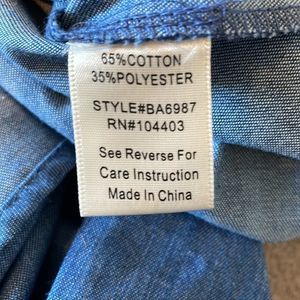 65%COTTON
35%POLYESTER
STYLE#BA6987
RN#104403
See Reverse For
Care Instruction
Made In China